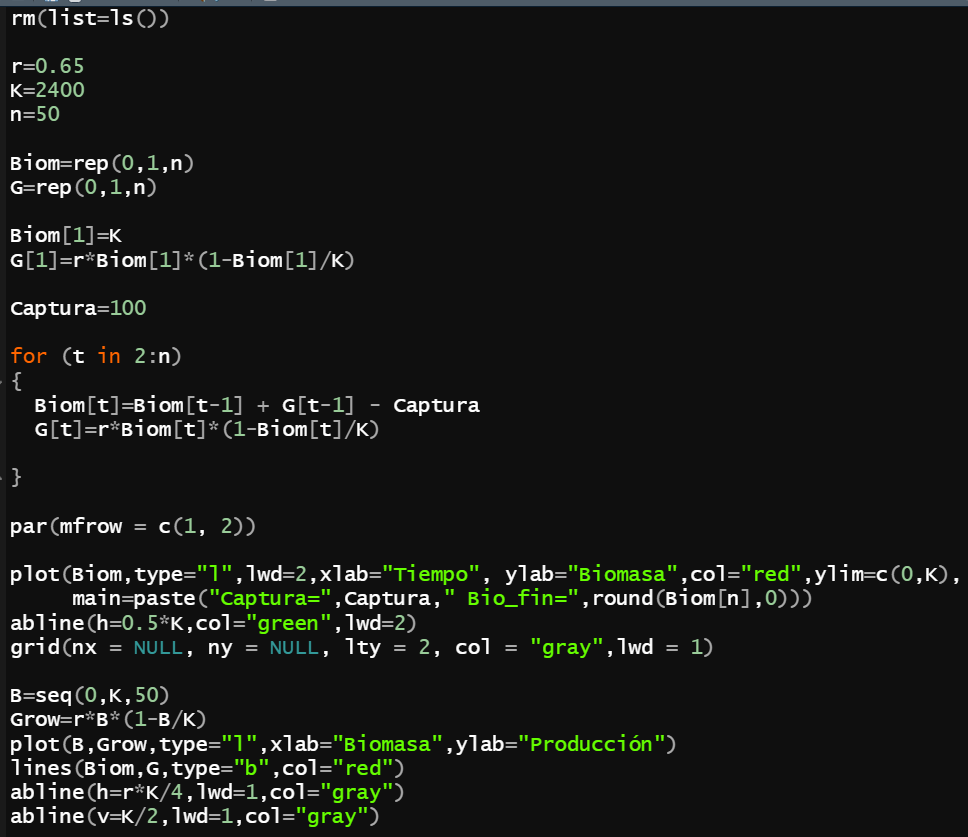 rm(list=ls())
r=0.65
K=2400
n=50
Biom=rep(0,1,n)
G=rep(0,1,n)
Biom[1]=K
G[1]=r*Biom[1]*(1-Biom[1]/K)
Captura=100
for (t in 2:n)
{
  Biom[t]=Biom[t-1] + G[t-1] - Captura
  G[t]=r*Biom[t]*(1-Biom[t]/K)
}
par(mfrow = c(1, 2))
plot(Biom,type="l",lwd=2,xlab="Tiempo", ylab="Biomasa",col="red",ylim=c(0,K),
     main=paste("Captura=",Captura," Bio_fin=",round(Biom[n],0)))
abline(h=0.5*K,col="green",lwd=2)
grid(nx = NULL, ny = NULL, lty = 2, col = "gray",lwd = 1)
B=seq(0,K,50)
Grow=r*B*(1-B/K)
plot(B,Grow,type="l",xlab="Biomasa",ylab="Producción")
lines(Biom,G,type="b",col="red")
abline(h=r*K/4,lwd=1,col="gray")
abline(v=K/2,lwd=1,col="gray")